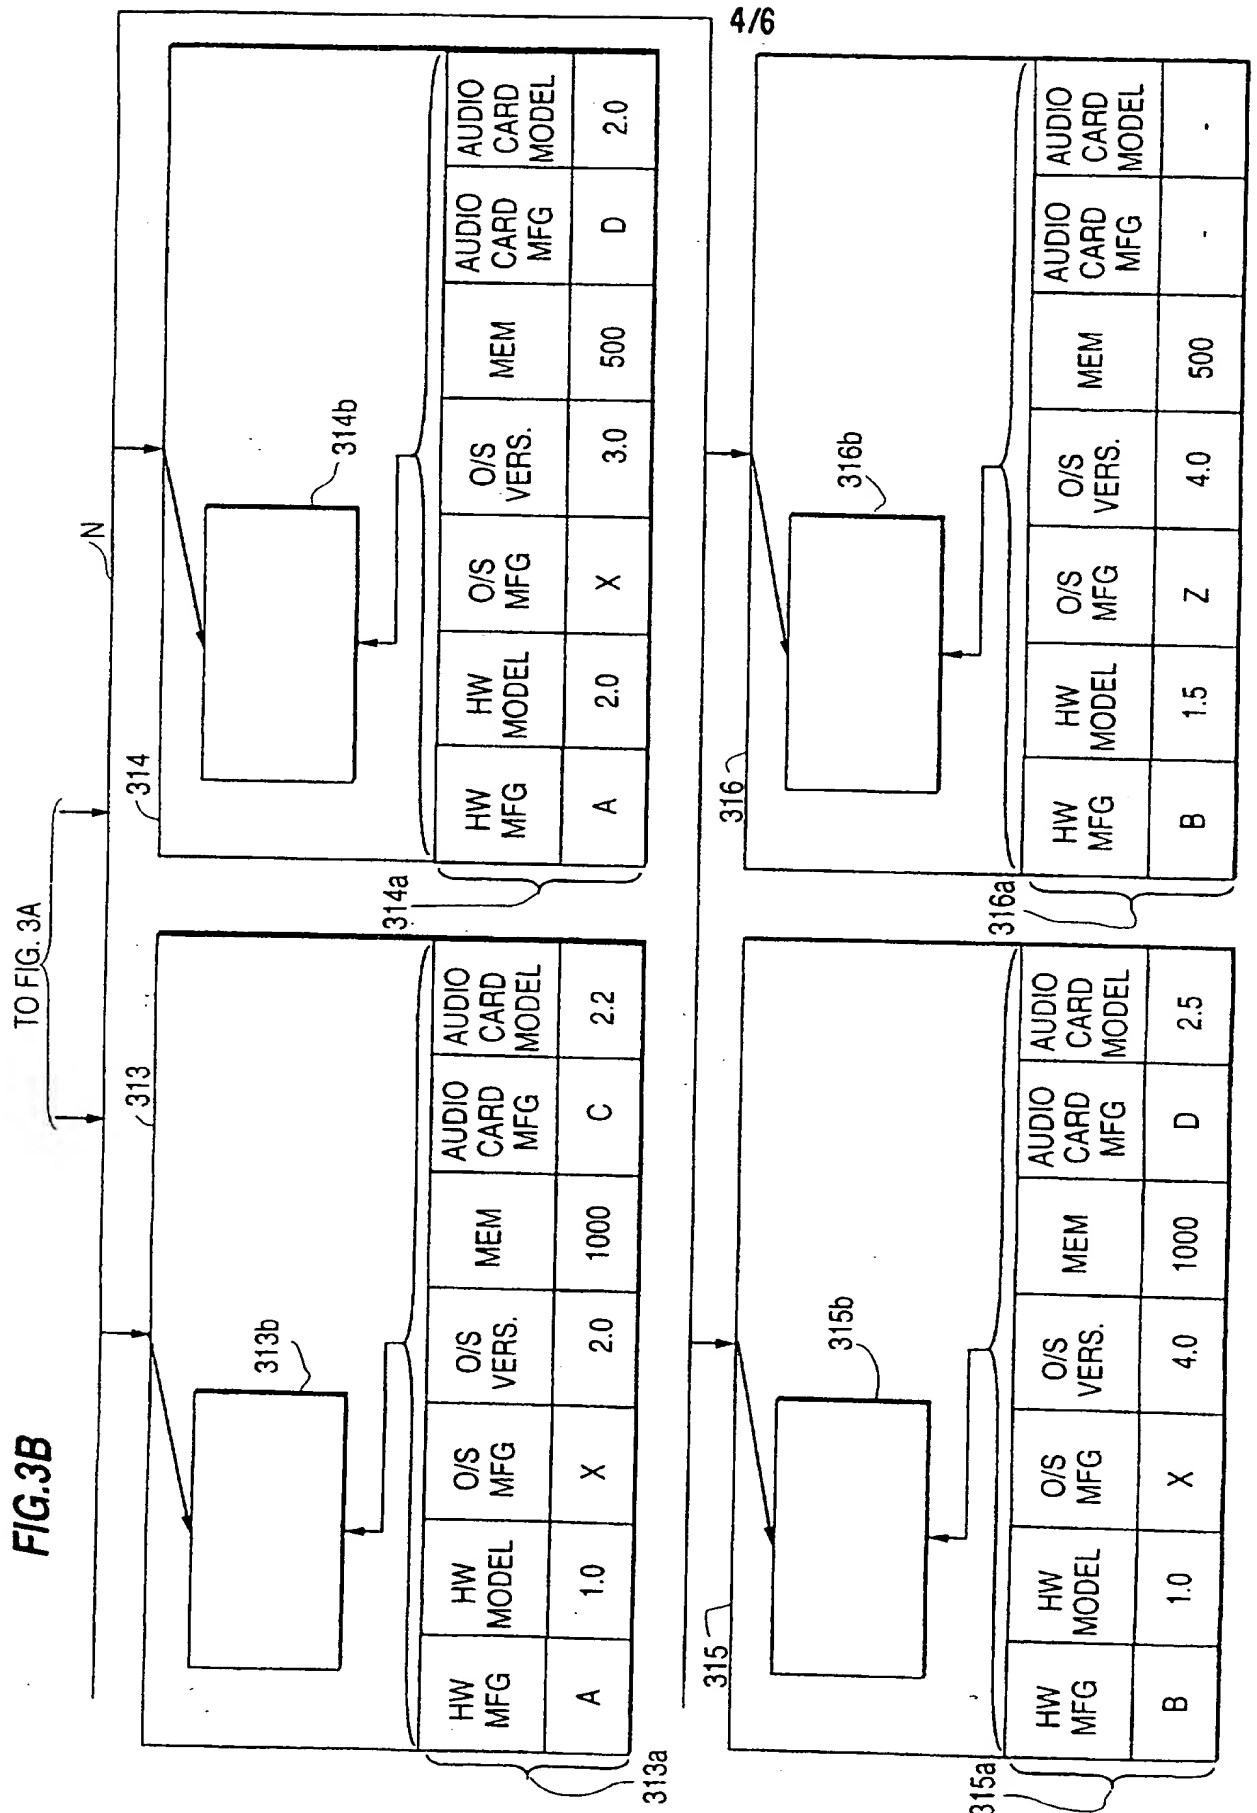 4/6
FIG.3B
TO FIG. 3A
N
313
313b
HW MFG HW MODEL O/S MFG O/S VERS. MEM AUDIO CARD MFG AUDIO CARD MODEL
A 1.0 X 2.0 1000 C 2.2
313a
314
314b
HW MFG HW MODEL O/S MFG O/S VERS. MEM AUDIO CARD MFG AUDIO CARD MODEL
A 2.0 X 3.0 500 D 2.0
314a
315
315b
HW MFG HW MODEL O/S MFG O/S VERS. MEM AUDIO CARD MFG AUDIO CARD MODEL
B 1.0 X 4.0 1000 D 2.5
315a
316
316b
HW MFG HW MODEL O/S MFG O/S VERS. MEM AUDIO CARD MFG AUDIO CARD MODEL
B 1.5 Z 4.0 500 - -
316a